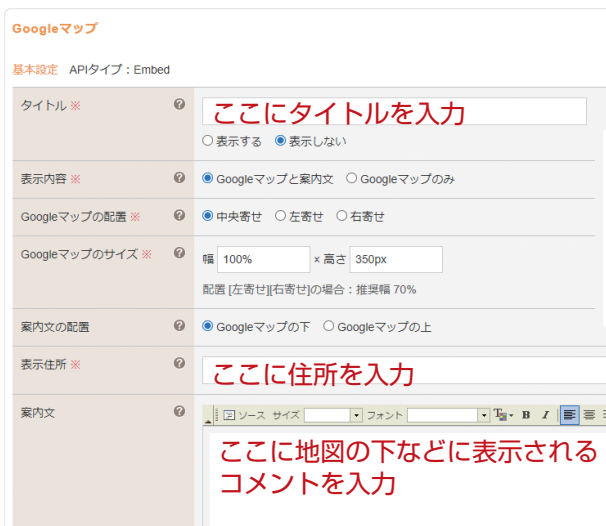 Googleマップ
基本設定 APIタイプ：Embed
タイトル ※
ここにタイトルを入力
表示する 表示しない
表示内容 ※
Googleマップと案内文 Googleマップのみ
Googleマップの配置 ※
中央寄せ 左寄せ 右寄せ
Googleマップのサイズ ※
幅 100% × 高さ 350px
配置 [左寄せ][右寄せ]の場合：推奨幅 70%
案内文の配置
Googleマップの下 Googleマップの上
表示住所 ※
ここに住所を入力
案内文
ソース サイズ フォント B I
ここに地図の下などに表示される
コメントを入力